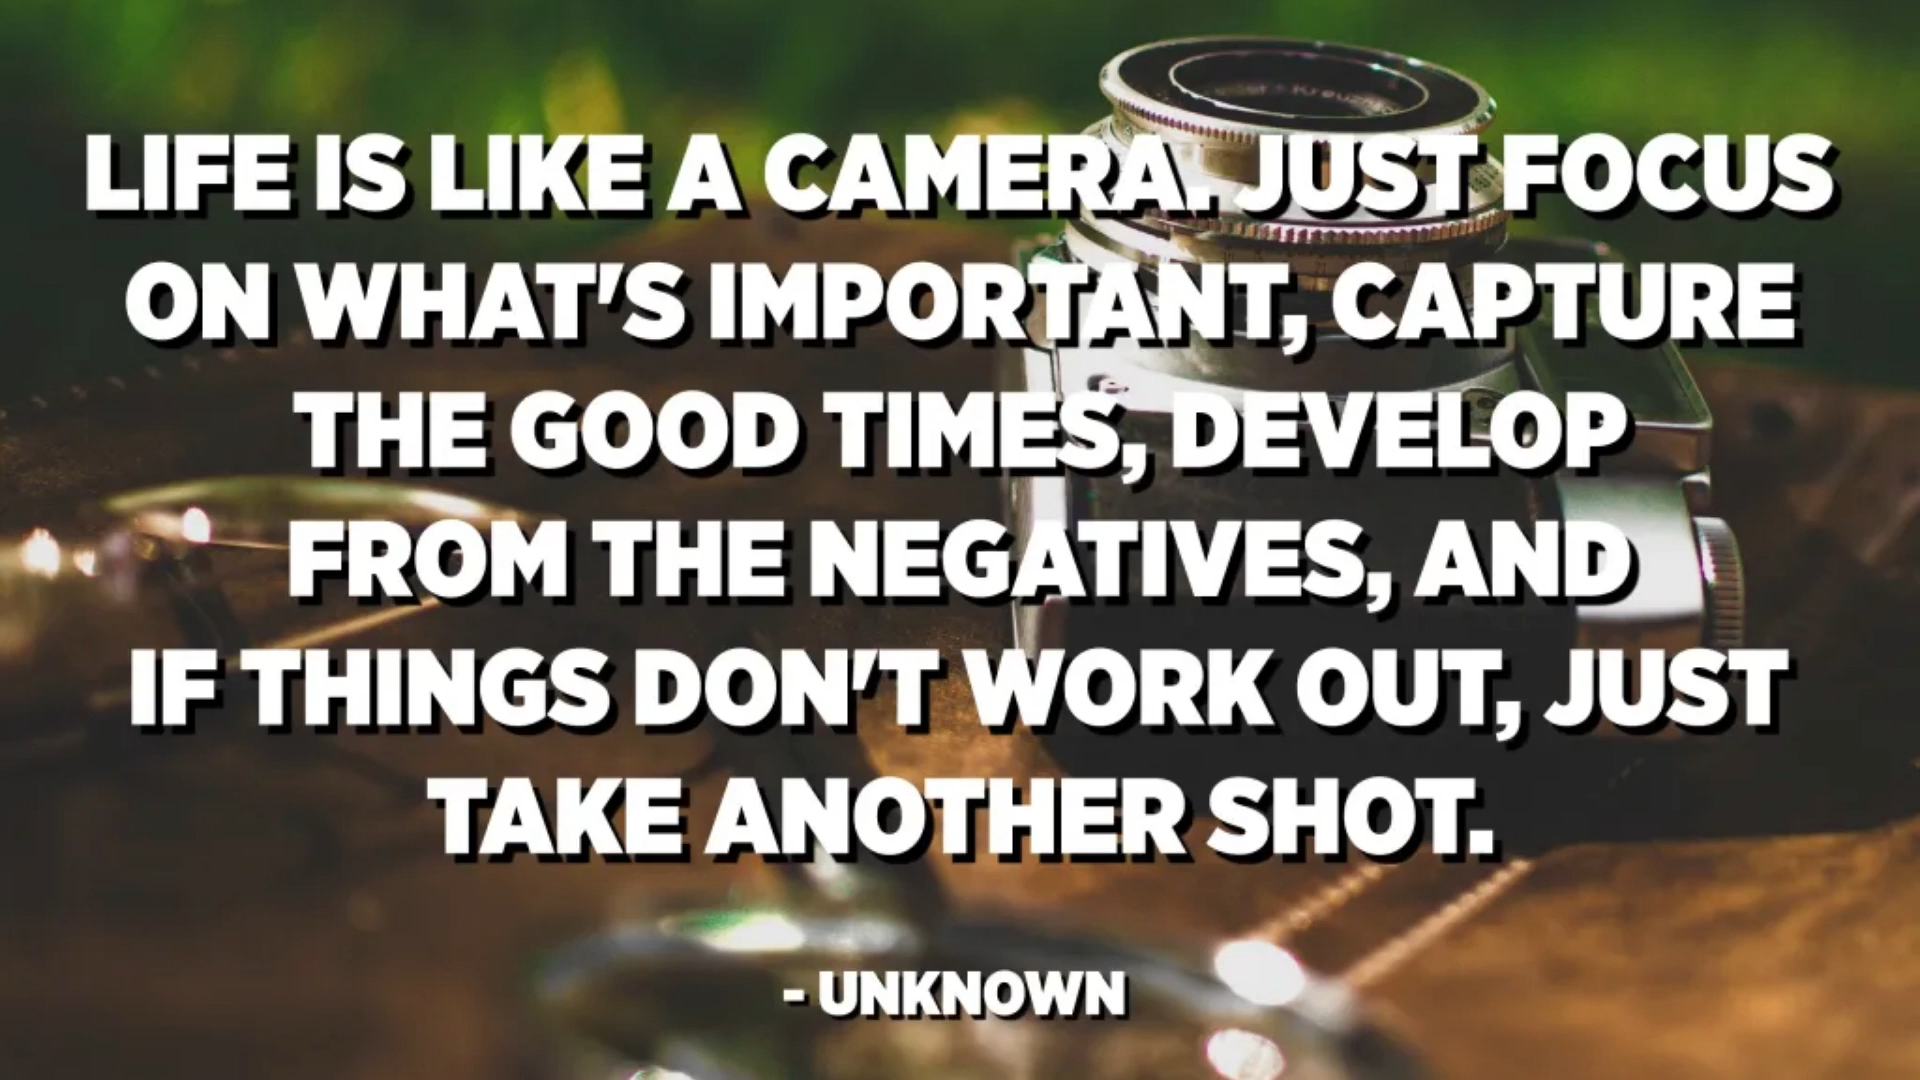 LIFE IS LIKE A CAMERA. JUST FOCUS
ON WHAT'S IMPORTANT, CAPTURE
THE GOOD TIMES, DEVELOP
FROM THE NEGATIVES, AND
IF THINGS DON'T WORK OUT, JUST
TAKE ANOTHER SHOT.
- UNKNOWN